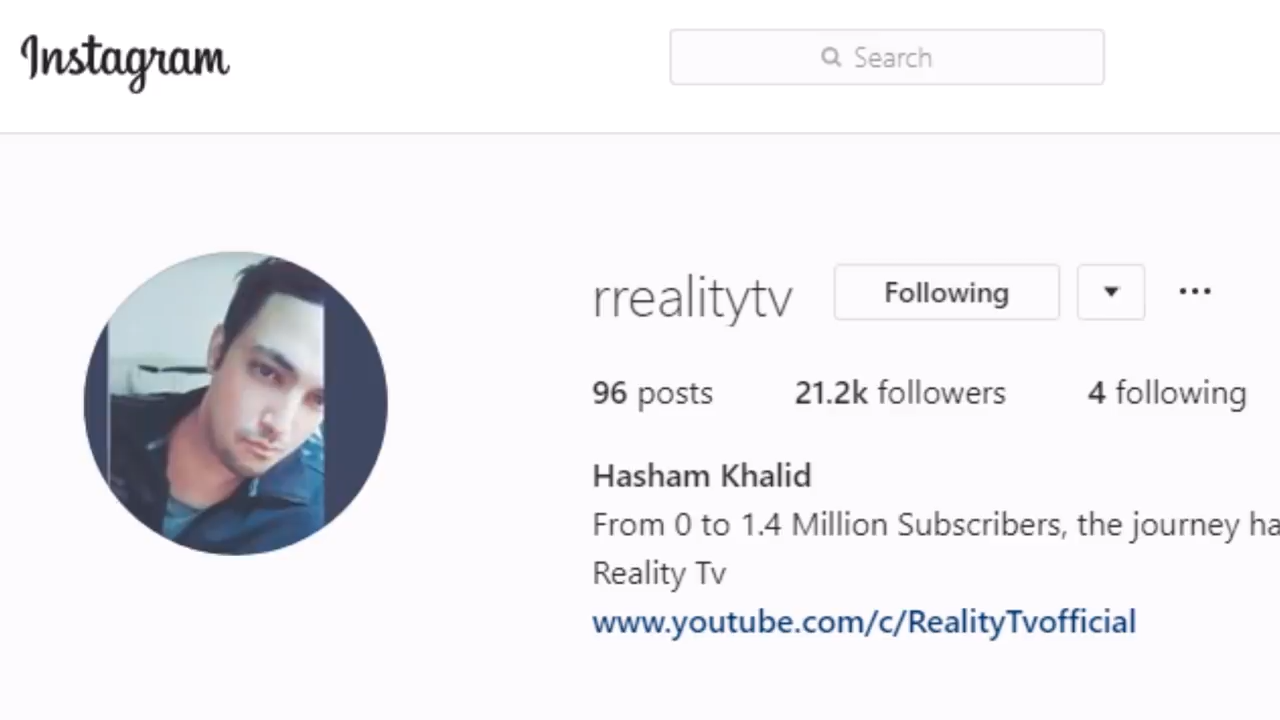 Instagram
Search
rrealitytv Following
96 posts 21.2k followers 4 following
Hasham Khalid
From 0 to 1.4 Million Subscribers, the journey ha
Reality Tv
www.youtube.com/c/RealityTvofficial